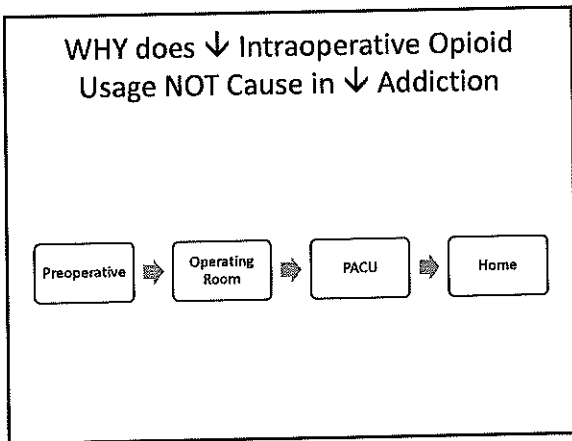 WHY does ↓ Intraoperative Opioid
Usage NOT Cause in ↓ Addiction
Preoperative
Operating
Room
PACU
Home